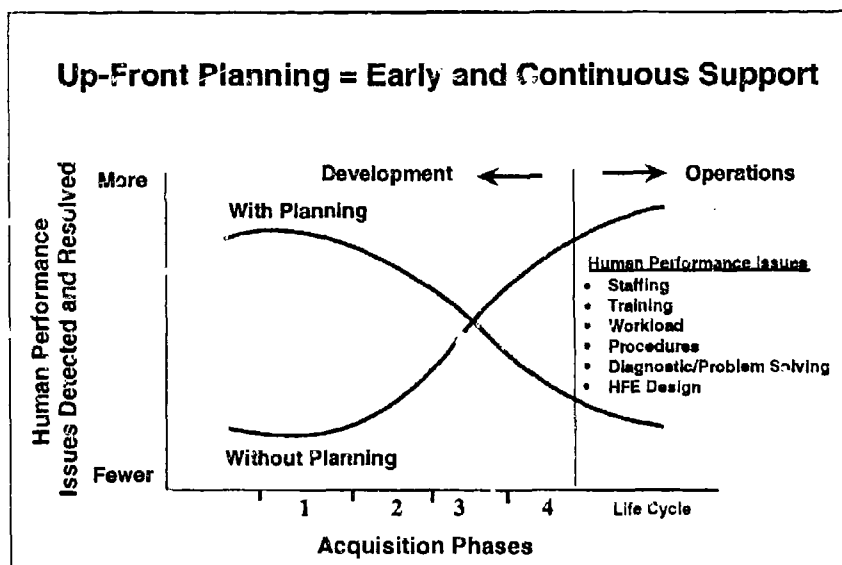 Up-Front Planning = Early and Continuous Support
Human Performance
Issues Detected and Resolved
More
Fewer
Development
Operations
With Planning
Without Planning
Human Performance Issues
• Staffing
• Training
• Workload
• Procedures
• Diagnostic/Problem Solving
• HFE Design
1 2 3 4 Life Cycle
Acquisition Phases